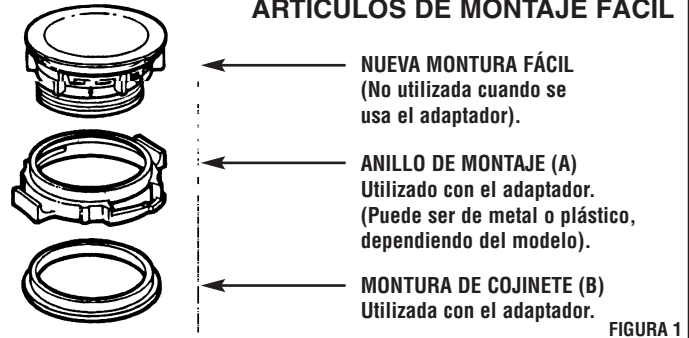 ARTÍCULOS DE MONTAJE FÁCIL
NUEVA MONTURA FÁCIL
(No utilizada cuando se
usa el adaptador).
ANILLO DE MONTAJE (A)
Utilizado con el adaptador.
(Puede ser de metal o plástico,
dependiendo del modelo).
MONTURA DE COJINETE (B)
Utilizada con el adaptador.
FIGURA 1